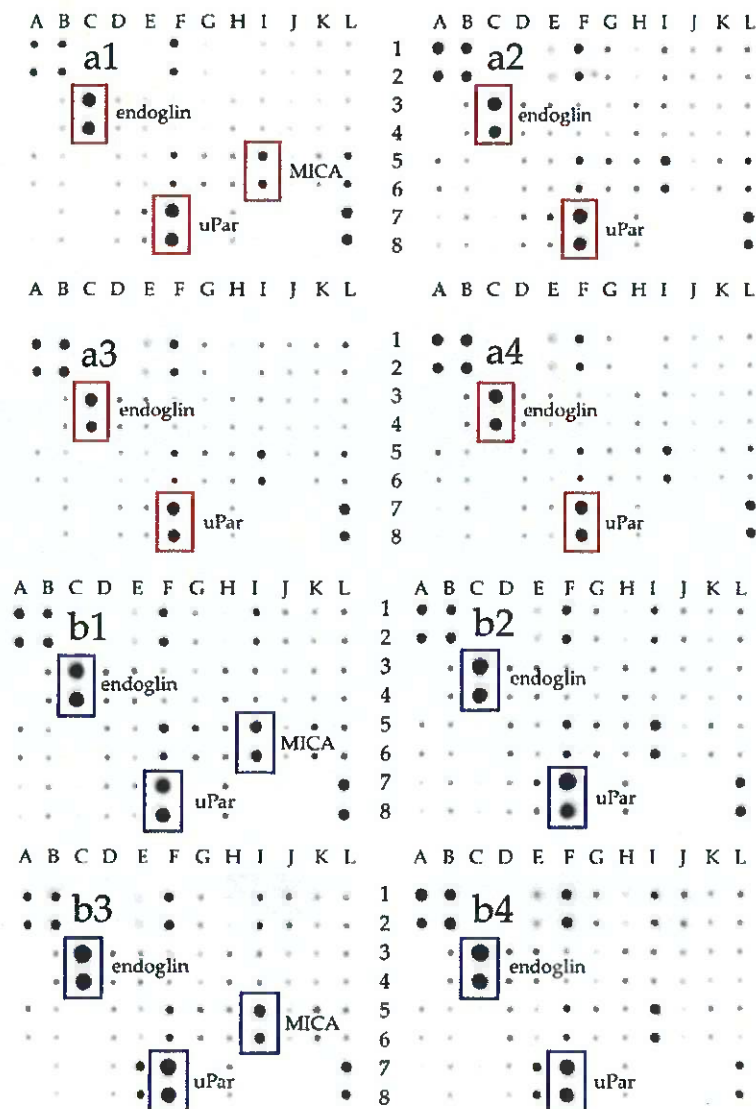 A B C D E F G H I J K L A B C D E F G H I J K L
a1 1 a2
2
endoglin 3 endoglin
4
MICA 5
6
uPar 7 uPar
8
A B C D E F G H I J K L A B C D E F G H I J K L
a3 1 a4
2
endoglin 3 endoglin
4
5
6
uPar 7 uPar
8
A B C D E F G H I J K L A B C D E F G H I J K L
b1 1 b2
2
endoglin 3 endoglin
4
MICA 5
6
uPar 7 uPar
8
A B C D E F G H I J K L A B C D E F G H I J K L
b3 1 b4
2
endoglin 3 endoglin
4
MICA 5
6
uPar 7 uPar
8